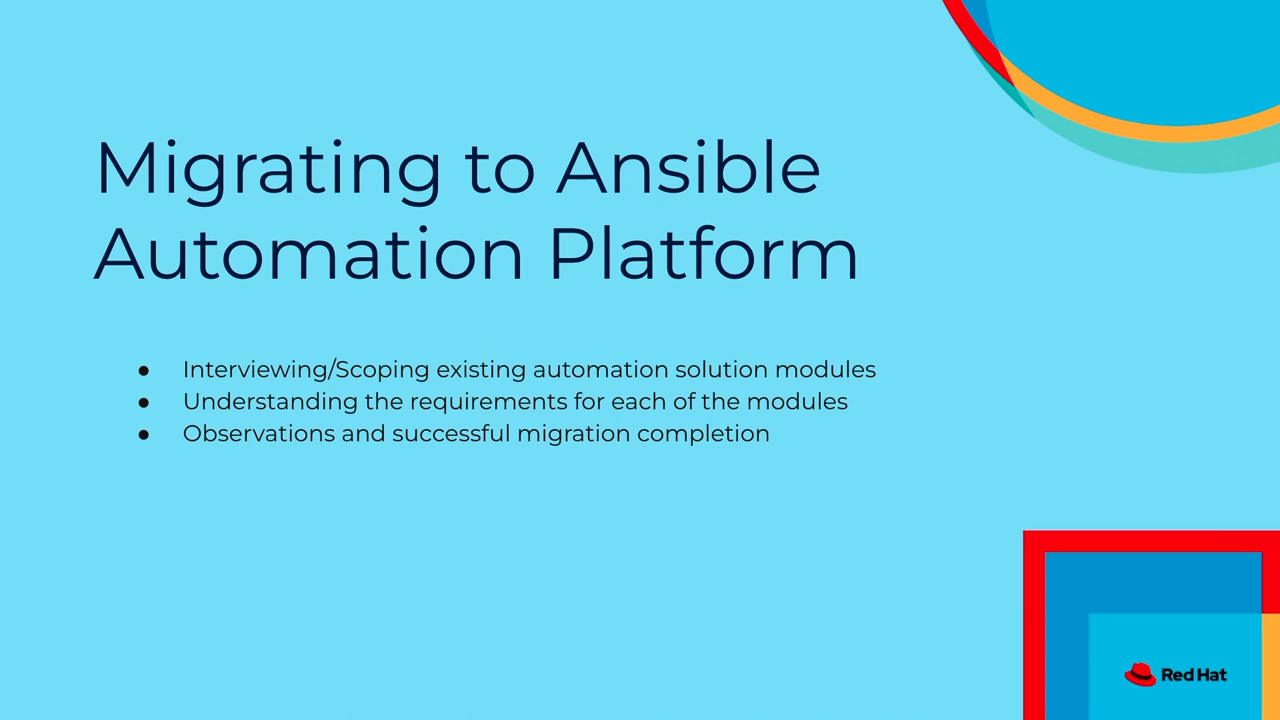 Migrating to Ansible
Automation Platform
● Interviewing/Scoping existing automation solution modules
● Understanding the requirements for each of the modules
● Observations and successful migration completion
Red Hat